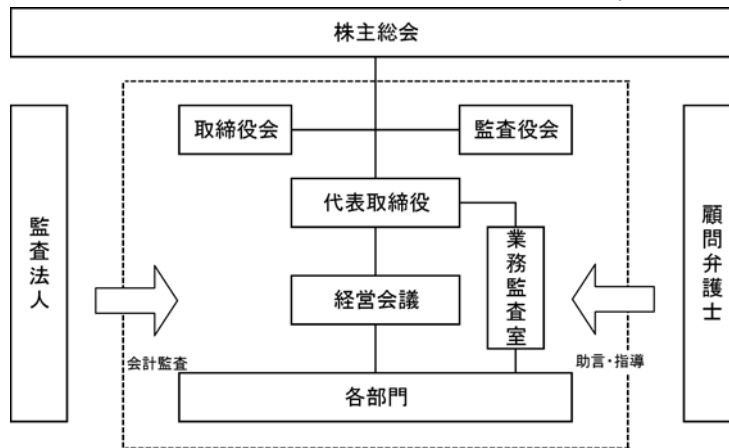 株主総会
取締役会
監査役会
代表取締役
監査法人
業務監査室
顧問弁護士
経営会議
会計監査
助言・指導
各部門